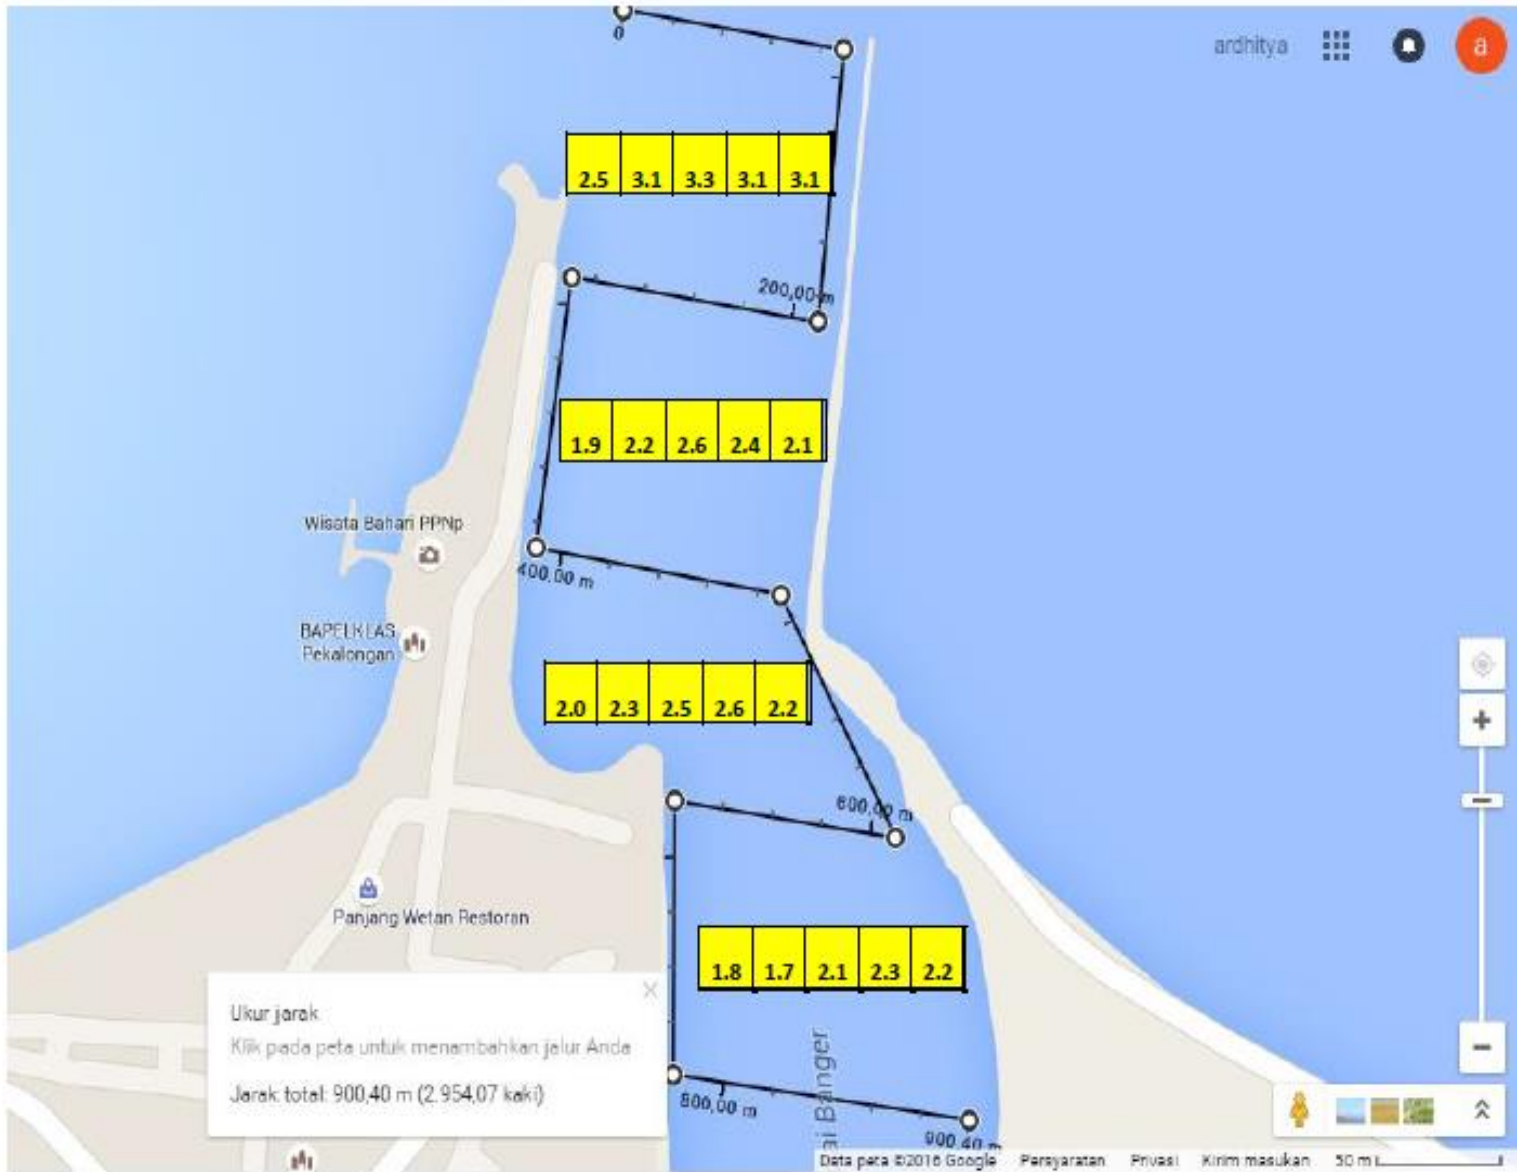 0
ardhitya
a
2.5 3.1 3.3 3.1 3.1
200,00 m
1.9 2.2 2.6 2.4 2.1
Wisata Bahari PPNp
400,00 m
BAPELKLAS
Pekalongan
2.0 2.3 2.5 2.6 2.2
600,00 m
Panjang Wetan Restoran
1.8 1.7 2.1 2.3 2.2
Ukur jarak
Klik pada peta untuk menambahkan jalur Anda
Jarak total: 900,40 m (2.954,07 kaki)
ai Banger
800,00 m
900,40 m
Data peta ©2016 Google Persyaratan Privasi Kirim masukan 50 m